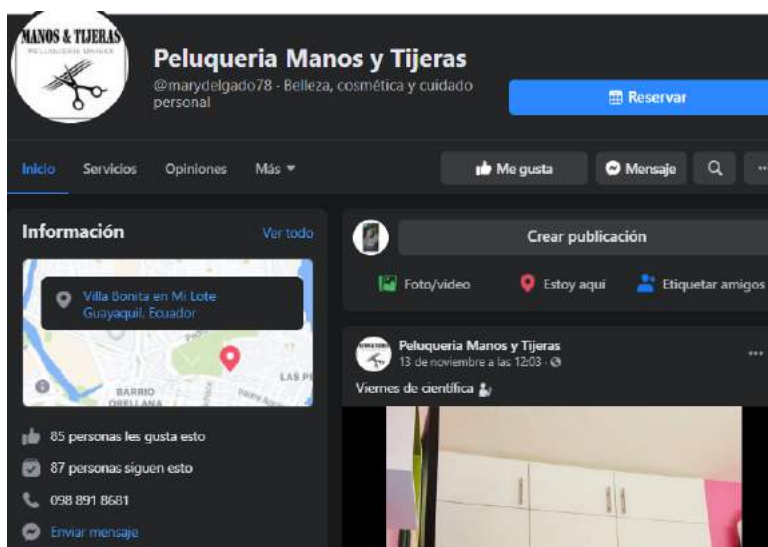 MANOS & TIJERAS
PELUQUERIA UNISEX
Peluqueria Manos y Tijeras
@marydelgado78 · Belleza, cosmética y cuidado
personal
Reservar
Inicio Servicios Opiniones Más
Me gusta Mensaje
Información Ver todo
Villa Bonita en Mi Lote
Guayaquil, Ecuador
BARRIO
ORELLANA
85 personas les gusta esto
87 personas siguen esto
098 891 8681
Enviar mensaje
Crear publicación
Foto/video Estoy aquí Etiquetar amigos
Peluqueria Manos y Tijeras
13 de noviembre a las 12:03 ·
Viernes de científica